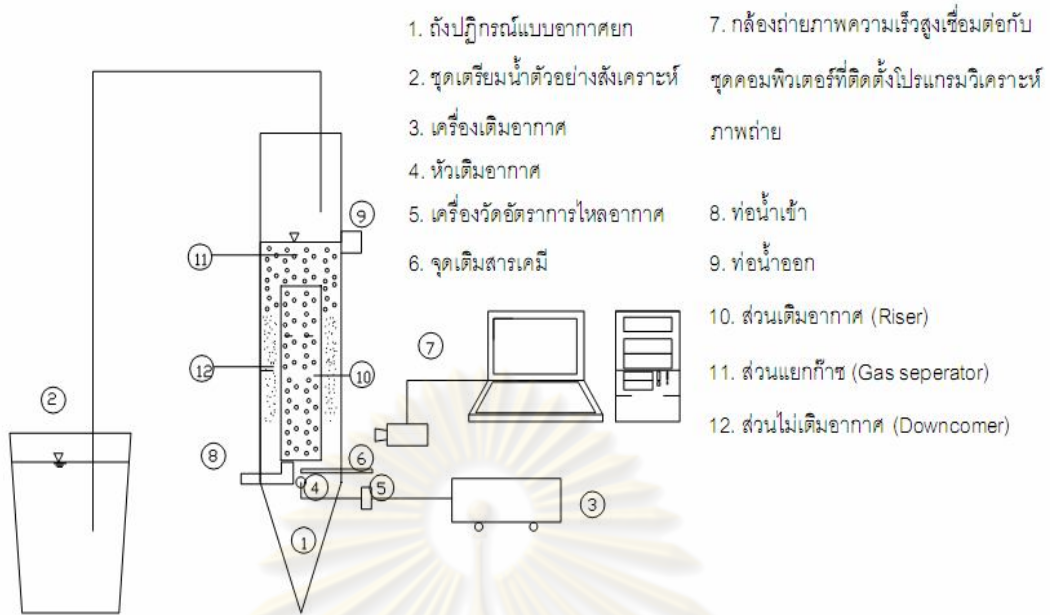 1. ถังปฏิกรณ์แบบอากาศยก
2. ชุดเตรียมน้ำตัวอย่างสังเคราะห์
3. เครื่องเติมอากาศ
4. หัวเติมอากาศ
5. เครื่องวัดอัตราการไหลอากาศ
6. จุดเติมสารเคมี
7. กล้องถ่ายภาพความเร็วสูงเชื่อมต่อกับ
ชุดคอมพิวเตอร์ที่ติดตั้งโปรแกรมวิเคราะห์
ภาพถ่าย
8. ท่อน้ำเข้า
9. ท่อน้ำออก
10. ส่วนเติมอากาศ (Riser)
11. ส่วนแยกก๊าซ (Gas seperator)
12. ส่วนไม่เติมอากาศ (Downcomer)
9
11
7
12
10
2
8
6
4
5
3
1